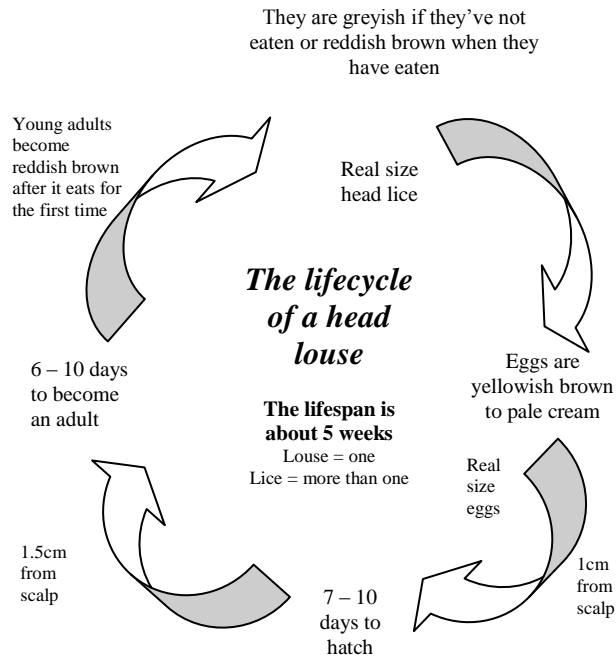 They are greyish if they've not
eaten or reddish brown when they
have eaten
Young adults
become
reddish brown
after it eats for
the first time
Real size
head lice
The lifecycle
of a head
louse
6 – 10 days
to become
an adult
Eggs are
yellowish brown
to pale cream
The lifespan is
about 5 weeks
Louse = one
Lice = more than one
Real
size
eggs
1.5cm
from
scalp
1cm
from
scalp
7 – 10
days to
hatch